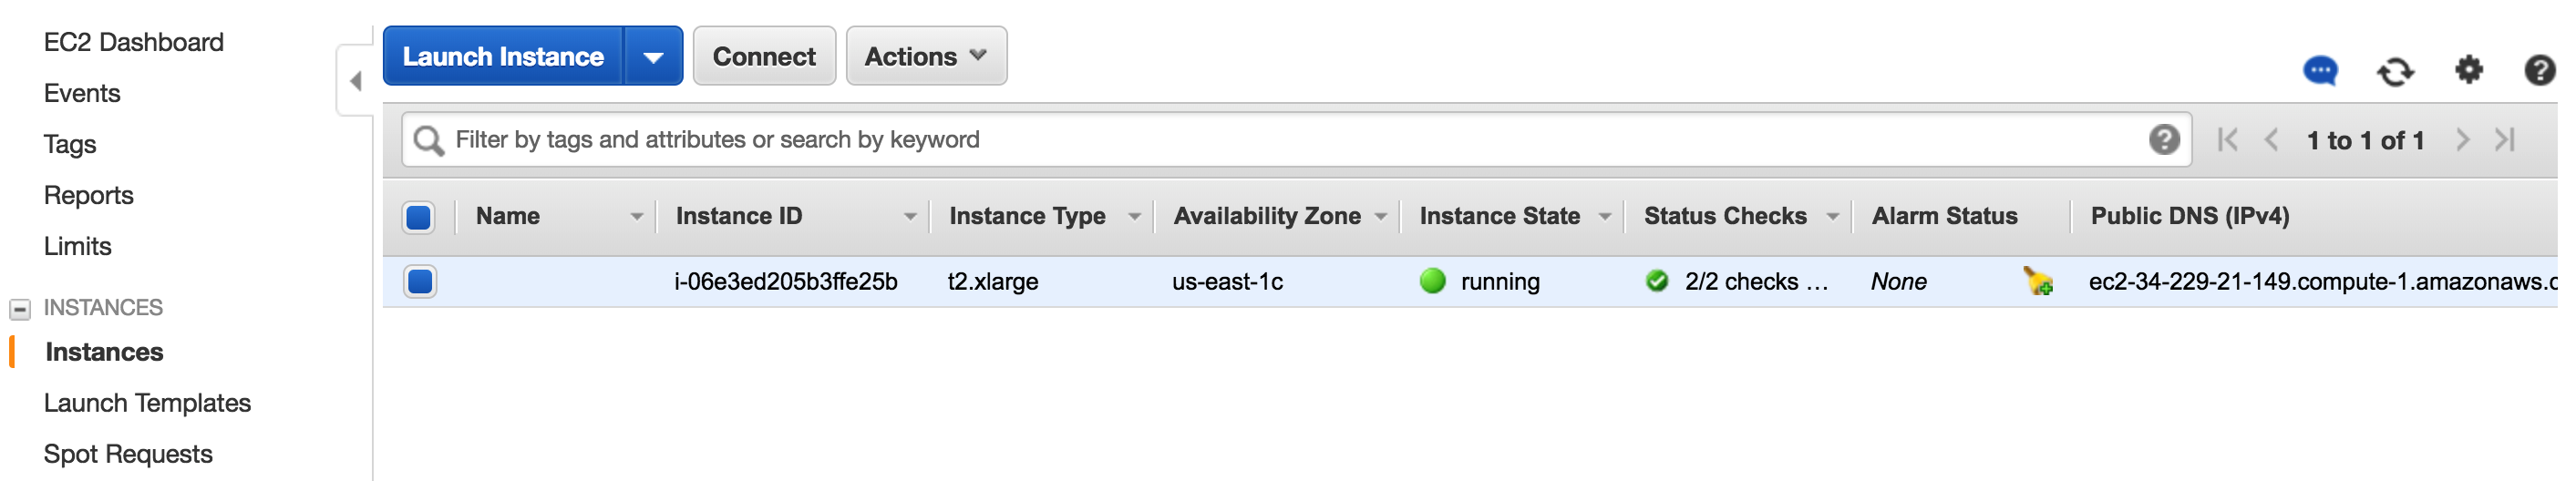 EC2 Dashboard
Events
Tags
Reports
Limits
INSTANCES
Instances
Launch Templates
Spot Requests
Launch Instance Connect Actions
Filter by tags and attributes or search by keyword 1 to 1 of 1
Name Instance ID Instance Type Availability Zone Instance State Status Checks Alarm Status Public DNS (IPv4)
i-06e3ed205b3ffe25b t2.xlarge us-east-1c running 2/2 checks ... None ec2-34-229-21-149.compute-1.amazonaws.c